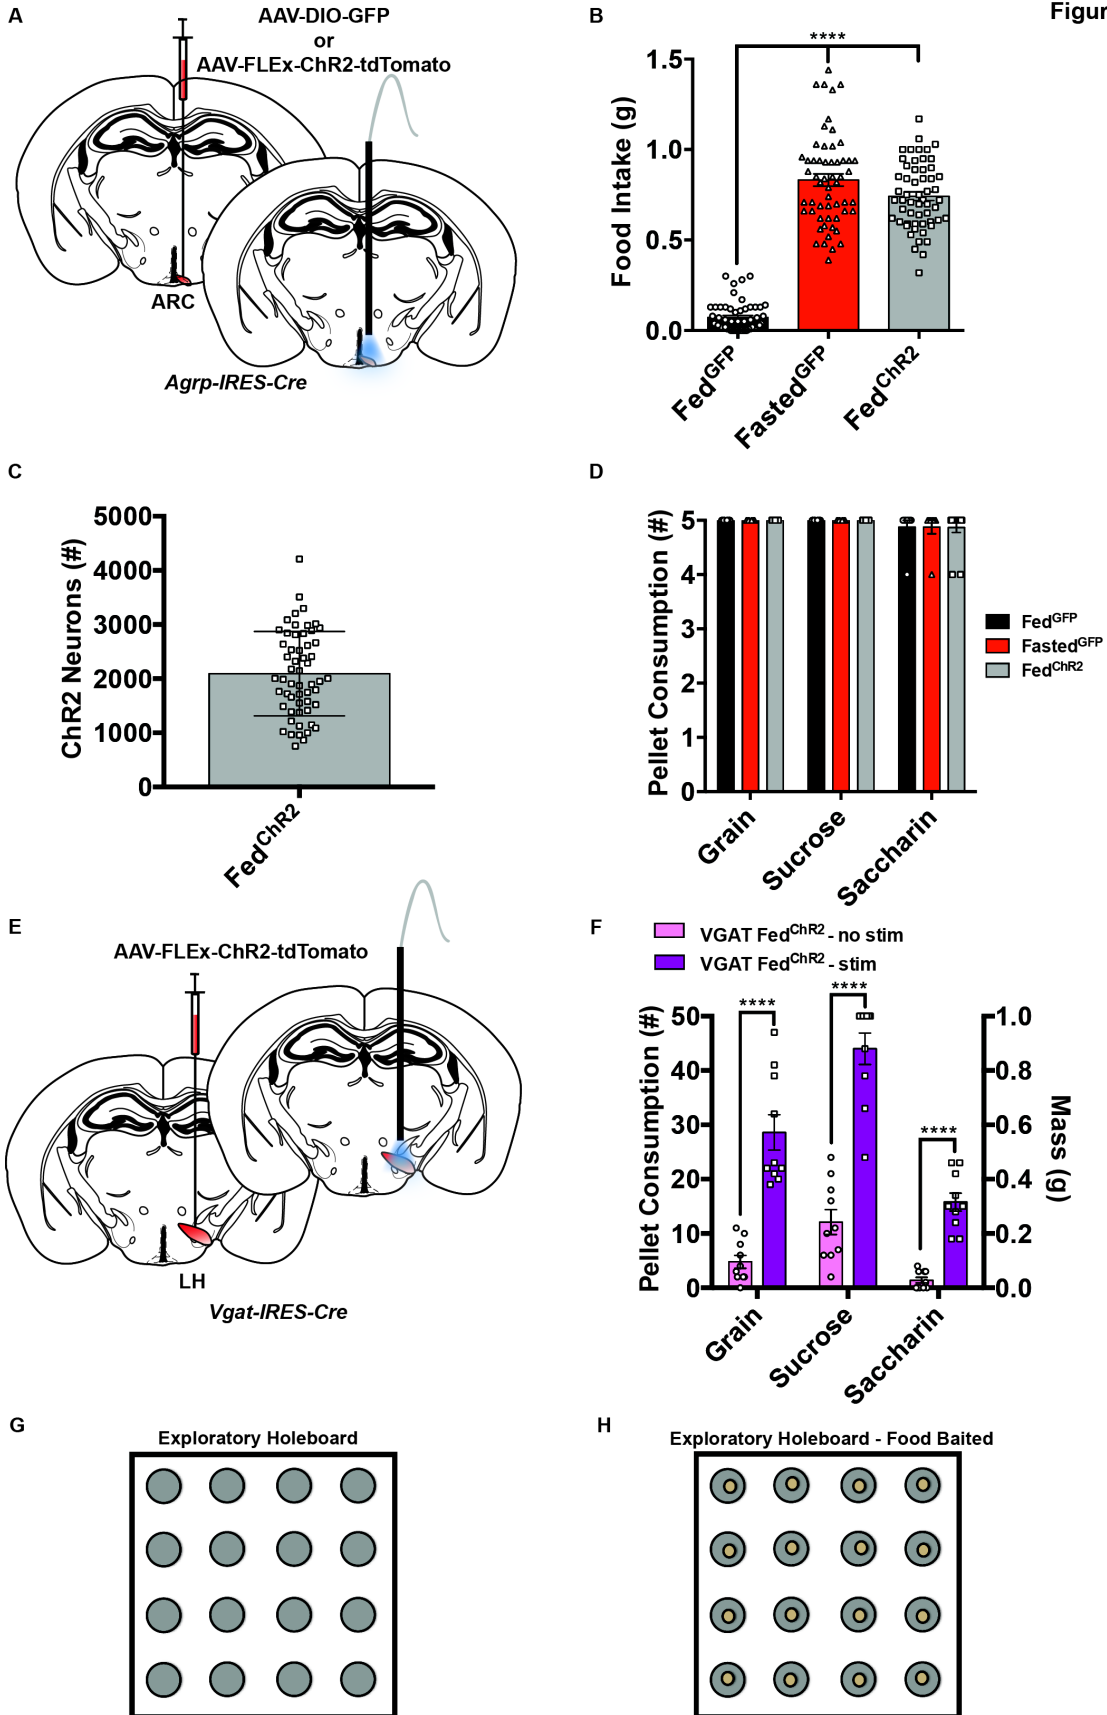 Figur
A
AAV-DIO-GFP
or
AAV-FLEx-ChR2-tdTomato
ARC
Agrp-IRES-Cre
B
****
Food Intake (g)
1.5
1.0
0.5
0.0
FedGFP
FastedGFP
FedChR2
C
ChR2 Neurons (#)
5000
4000
3000
2000
1000
0
FedChR2
D
Pellet Consumption (#)
5
4
3
2
1
0
Grain
Sucrose
Saccharin
FedGFP
FastedGFP
FedChR2
E
AAV-FLEx-ChR2-tdTomato
LH
Vgat-IRES-Cre
F
VGAT FedChR2 - no stim
VGAT FedChR2 - stim
****
****
****
Pellet Consumption (#)
50
40
30
20
10
0
1.0
0.8
0.6
0.4
0.2
0.0
Mass (g)
Grain
Sucrose
Saccharin
G
Exploratory Holeboard
H
Exploratory Holeboard - Food Baited